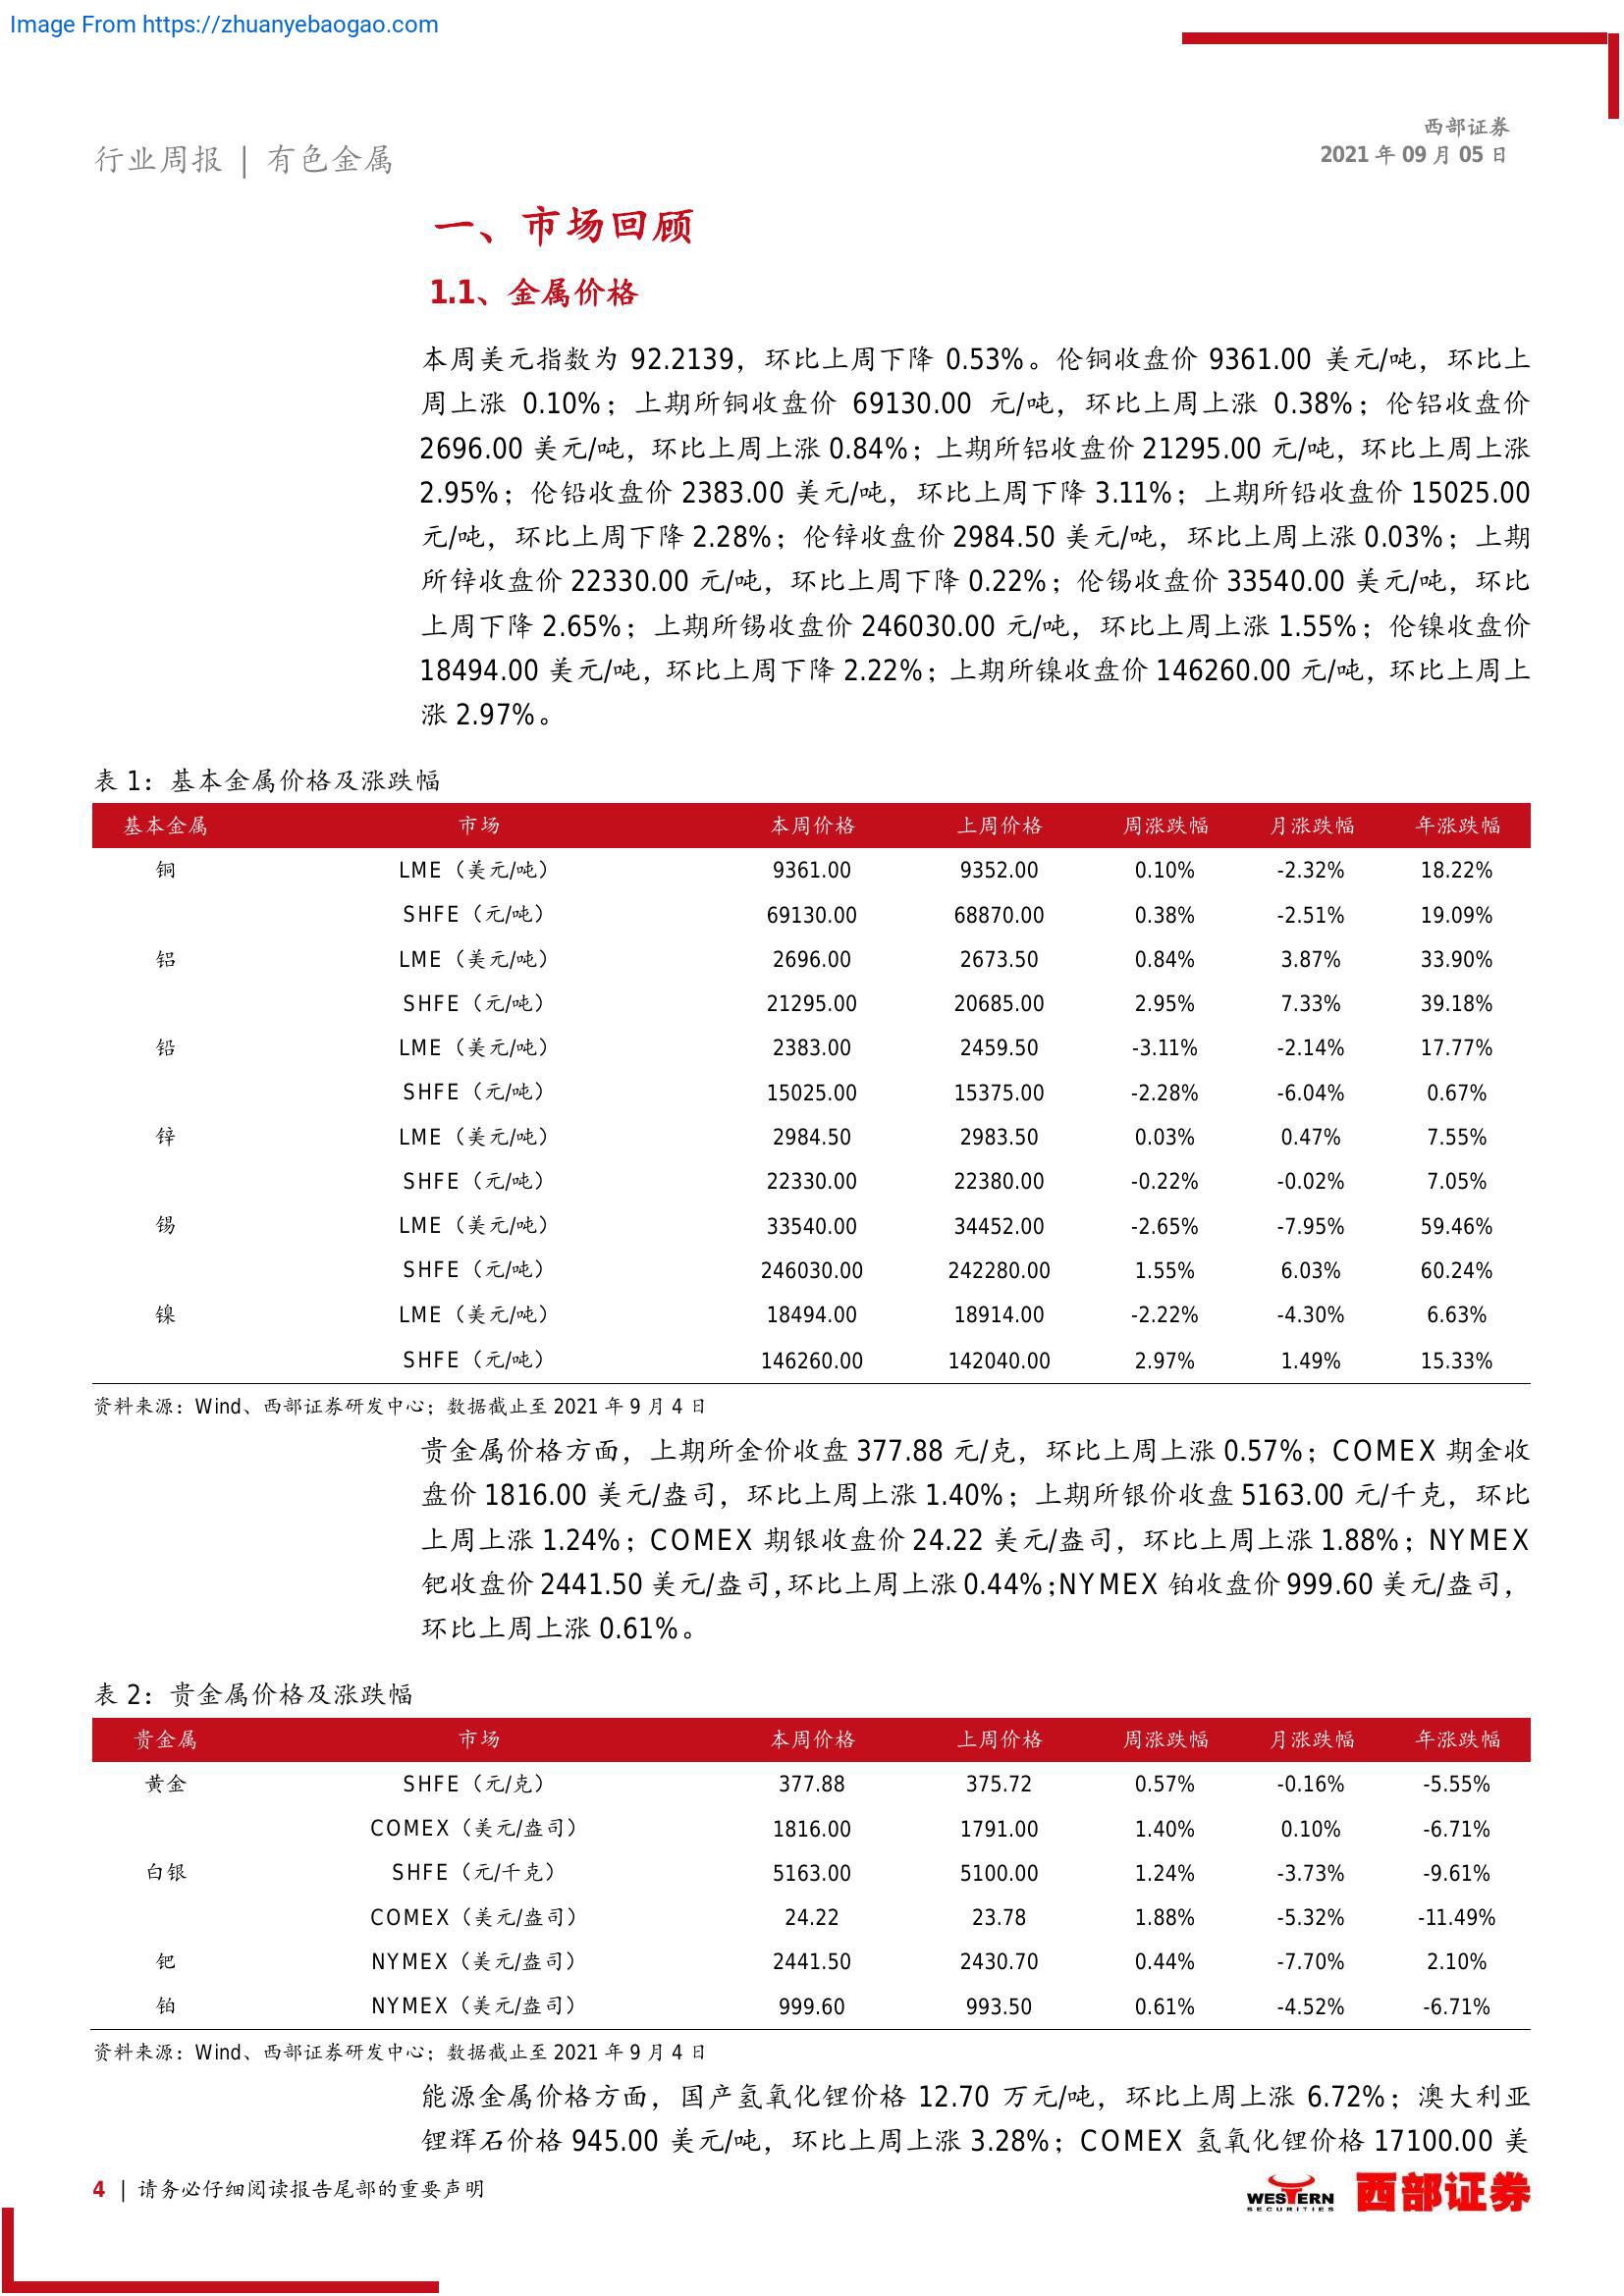 Image From https://zhuanyebaogao.com
行业周报 | 有色金属
西部证券
2021 年 09 月 05 日
一、市场回顾
1.1、金属价格
本周美元指数为 92.2139，环比上周下降 0.53%。伦铜收盘价 9361.00 美元/吨，环比上
周上涨 0.10%；上期所铜收盘价 69130.00 元/吨，环比上周上涨 0.38%；伦铝收盘价
2696.00 美元/吨，环比上周上涨 0.84%；上期所铝收盘价 21295.00 元/吨，环比上周上涨
2.95%；伦铅收盘价 2383.00 美元/吨，环比上周下降 3.11%；上期所铅收盘价 15025.00
元/吨，环比上周下降 2.28%；伦锌收盘价 2984.50 美元/吨，环比上周上涨 0.03%；上期
所锌收盘价 22330.00 元/吨，环比上周下降 0.22%；伦锡收盘价 33540.00 美元/吨，环比
上周下降 2.65%；上期所锡收盘价 246030.00 元/吨，环比上周上涨 1.55%；伦镍收盘价
18494.00 美元/吨，环比上周下降 2.22%；上期所镍收盘价 146260.00 元/吨，环比上周上
涨 2.97%。
表 1：基本金属价格及涨跌幅
基本金属 市场 本周价格 上周价格 周涨跌幅 月涨跌幅 年涨跌幅
铜 LME（美元/吨） 9361.00 9352.00 0.10% -2.32% 18.22%
SHFE（元/吨） 69130.00 68870.00 0.38% -2.51% 19.09%
铝 LME（美元/吨） 2696.00 2673.50 0.84% 3.87% 33.90%
SHFE（元/吨） 21295.00 20685.00 2.95% 7.33% 39.18%
铅 LME（美元/吨） 2383.00 2459.50 -3.11% -2.14% 17.77%
SHFE（元/吨） 15025.00 15375.00 -2.28% -6.04% 0.67%
锌 LME（美元/吨） 2984.50 2983.50 0.03% 0.47% 7.55%
SHFE（元/吨） 22330.00 22380.00 -0.22% -0.02% 7.05%
锡 LME（美元/吨） 33540.00 34452.00 -2.65% -7.95% 59.46%
SHFE（元/吨） 246030.00 242280.00 1.55% 6.03% 60.24%
镍 LME（美元/吨） 18494.00 18914.00 -2.22% -4.30% 6.63%
SHFE（元/吨） 146260.00 142040.00 2.97% 1.49% 15.33%
资料来源：Wind、西部证券研发中心；数据截止至 2021 年 9 月 4 日
贵金属价格方面，上期所金价收盘 377.88 元/克，环比上周上涨 0.57%；COMEX 期金收
盘价 1816.00 美元/盎司，环比上周上涨 1.40%；上期所银价收盘 5163.00 元/千克，环比
上周上涨 1.24%；COMEX 期银收盘价 24.22 美元/盎司，环比上周上涨 1.88%；NYMEX
钯收盘价 2441.50 美元/盎司，环比上周上涨 0.44%；NYMEX 铂收盘价 999.60 美元/盎司，
环比上周上涨 0.61%。
表 2：贵金属价格及涨跌幅
贵金属 市场 本周价格 上周价格 周涨跌幅 月涨跌幅 年涨跌幅
黄金 SHFE（元/克） 377.88 375.72 0.57% -0.16% -5.55%
COMEX（美元/盎司） 1816.00 1791.00 1.40% 0.10% -6.71%
白银 SHFE（元/千克） 5163.00 5100.00 1.24% -3.73% -9.61%
COMEX（美元/盎司） 24.22 23.78 1.88% -5.32% -11.49%
钯 NYMEX（美元/盎司） 2441.50 2430.70 0.44% -7.70% 2.10%
铂 NYMEX（美元/盎司） 999.60 993.50 0.61% -4.52% -6.71%
资料来源：Wind、西部证券研发中心；数据截止至 2021 年 9 月 4 日
能源金属价格方面，国产氢氧化锂价格 12.70 万元/吨，环比上周上涨 6.72%；澳大利亚
锂辉石价格 945.00 美元/吨，环比上周上涨 3.28%；COMEX 氢氧化锂价格 17100.00 美
4 | 请务必仔细阅读报告尾部的重要声明
WESTERN
SECURITIES
西部证券